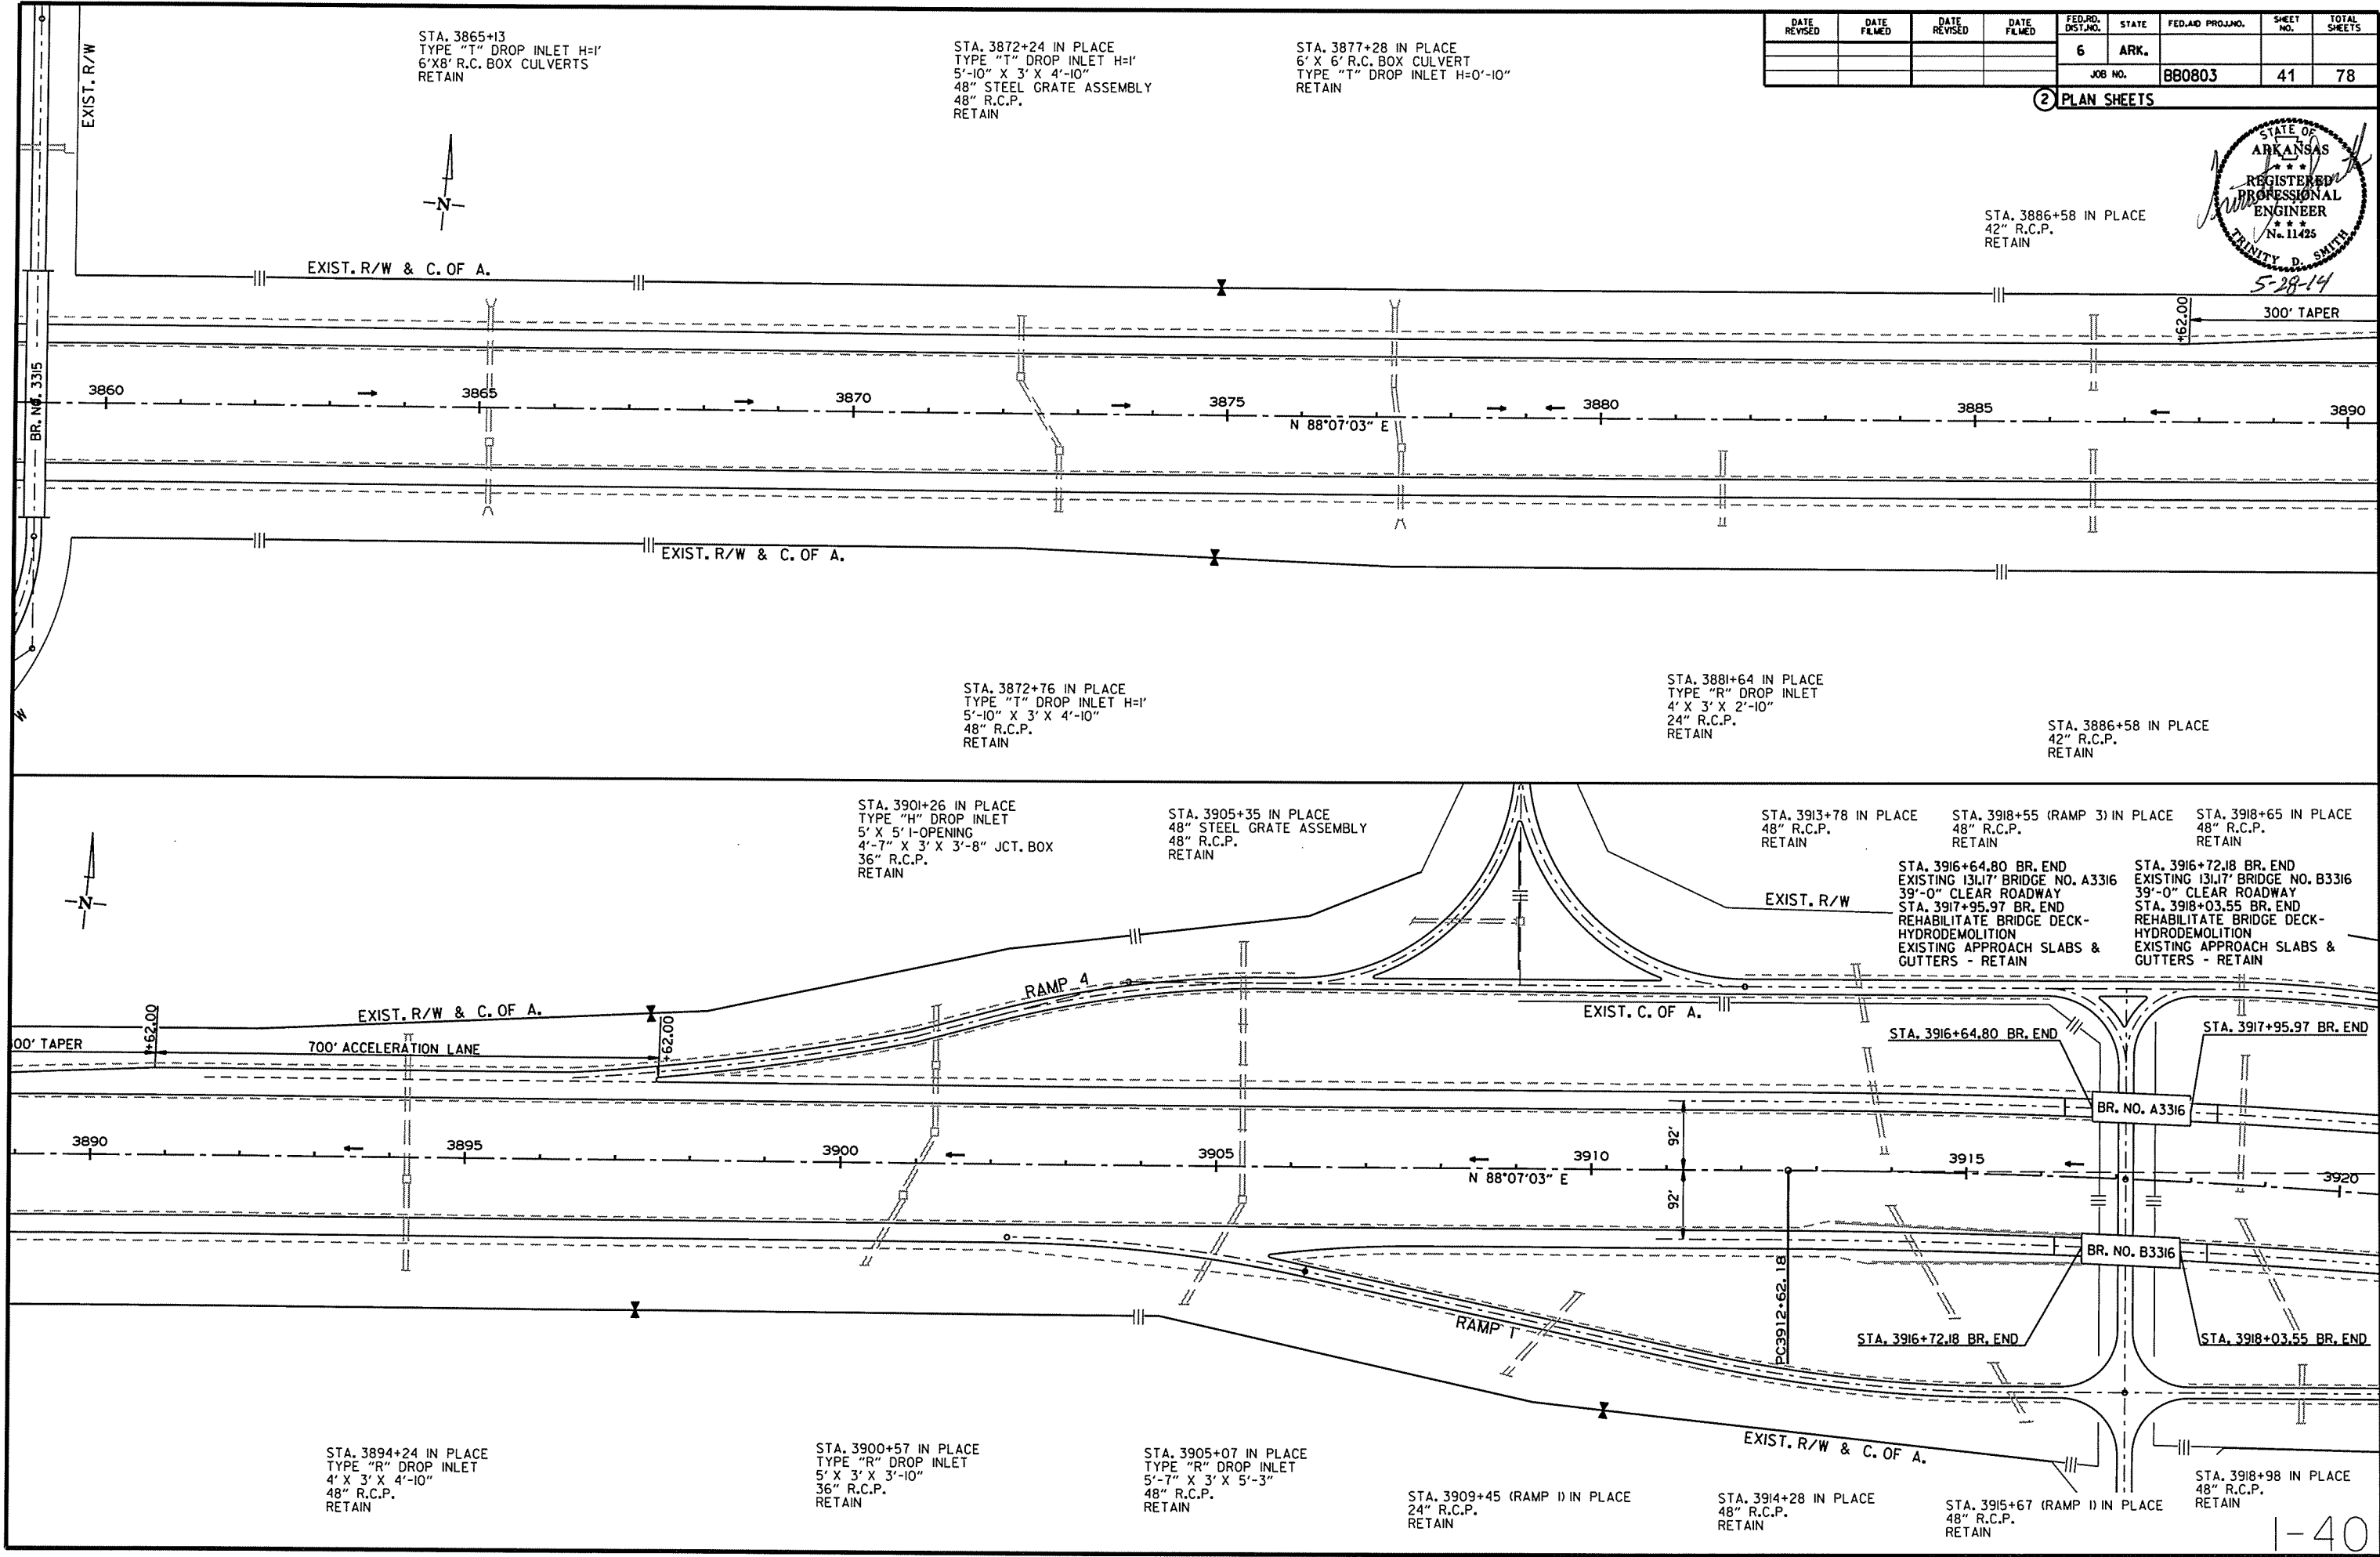 DATE REVISED
DATE FILMED
DATE REVISED
DATE FILMED
FED.RD. DIST.NO.
STATE
FED.AID PROJ.NO.
SHEET NO.
TOTAL SHEETS
6
ARK.
JOB NO.
BB0803
41
78
2 PLAN SHEETS
STATE OF
ARKANSAS
REGISTERED
PROFESSIONAL
ENGINEER
No. 11425
TRINITY D. SMITH
5-28-14
STA. 3865+13
TYPE "T" DROP INLET H=1'
6'X8' R.C. BOX CULVERTS
RETAIN
STA. 3872+24 IN PLACE
TYPE "T" DROP INLET H=1'
5'-10" X 3' X 4'-10"
48" STEEL GRATE ASSEMBLY
48" R.C.P.
RETAIN
STA. 3877+28 IN PLACE
6' X 6' R.C. BOX CULVERT
TYPE "T" DROP INLET H=0'-10"
RETAIN
STA. 3886+58 IN PLACE
42" R.C.P.
RETAIN
EXIST. R/W
N
EXIST. R/W & C. OF A.
+62.00
300' TAPER
BR. NO. 3315
3860
3865
3870
3875
3880
3885
3890
N 88°07'03" E
EXIST. R/W & C. OF A.
W
STA. 3872+76 IN PLACE
TYPE "T" DROP INLET H=1'
5'-10" X 3' X 4'-10"
48" R.C.P.
RETAIN
STA. 3881+64 IN PLACE
TYPE "R" DROP INLET
4' X 3' X 2'-10"
24" R.C.P.
RETAIN
STA. 3886+58 IN PLACE
42" R.C.P.
RETAIN
STA. 3901+26 IN PLACE
TYPE "H" DROP INLET
5' X 5' 1-OPENING
4'-7" X 3' X 3'-8" JCT. BOX
36" R.C.P.
RETAIN
STA. 3905+35 IN PLACE
48" STEEL GRATE ASSEMBLY
48" R.C.P.
RETAIN
STA. 3913+78 IN PLACE
48" R.C.P.
RETAIN
STA. 3918+55 (RAMP 3) IN PLACE
48" R.C.P.
RETAIN
STA. 3918+65 IN PLACE
48" R.C.P.
RETAIN
STA. 3916+64.80 BR. END
EXISTING 131.17' BRIDGE NO. A3316
39'-0" CLEAR ROADWAY
STA. 3917+95.97 BR. END
REHABILITATE BRIDGE DECK-
HYDRODEMOLITION
EXISTING APPROACH SLABS &
GUTTERS - RETAIN
STA. 3916+72.18 BR. END
EXISTING 131.17' BRIDGE NO. B3316
39'-0" CLEAR ROADWAY
STA. 3918+03.55 BR. END
REHABILITATE BRIDGE DECK-
HYDRODEMOLITION
EXISTING APPROACH SLABS &
GUTTERS - RETAIN
N
EXIST. R/W
RAMP 4
EXIST. R/W & C. OF A.
EXIST. C. OF A.
+62.00
+62.00
00' TAPER
700' ACCELERATION LANE
STA. 3916+64.80 BR. END
STA. 3917+95.97 BR. END
BR. NO. A3316
92'
92'
3890
3895
3900
3905
3910
3915
3920
N 88°07'03" E
PC3912+62.18
BR. NO. B3316
RAMP 1
STA. 3916+72.18 BR. END
STA. 3918+03.55 BR. END
EXIST. R/W & C. OF A.
STA. 3894+24 IN PLACE
TYPE "R" DROP INLET
4' X 3' X 4'-10"
48" R.C.P.
RETAIN
STA. 3900+57 IN PLACE
TYPE "R" DROP INLET
5' X 3' X 3'-10"
36" R.C.P.
RETAIN
STA. 3905+07 IN PLACE
TYPE "R" DROP INLET
5'-7" X 3' X 5'-3"
48" R.C.P.
RETAIN
STA. 3909+45 (RAMP 1) IN PLACE
24" R.C.P.
RETAIN
STA. 3914+28 IN PLACE
48" R.C.P.
RETAIN
STA. 3915+67 (RAMP 1) IN PLACE
48" R.C.P.
RETAIN
STA. 3918+98 IN PLACE
48" R.C.P.
RETAIN
I-40